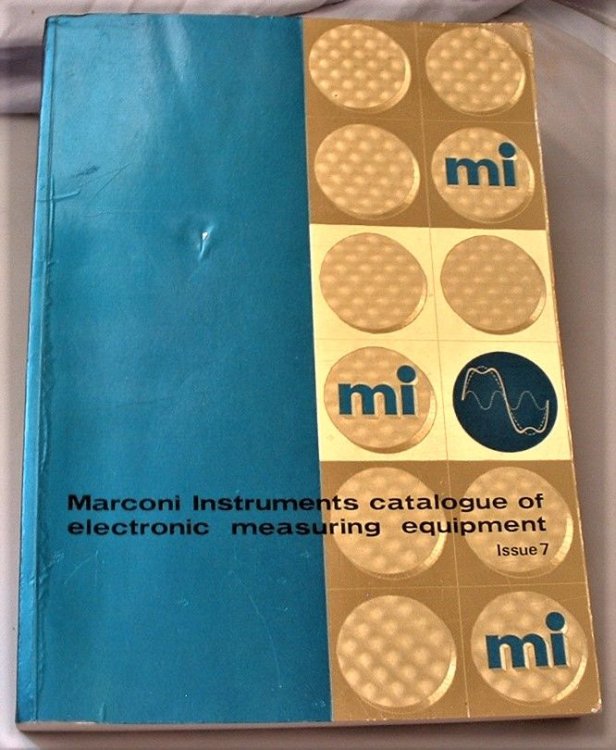 mi
mi
Marconi Instruments catalogue of
electronic measuring equipment
Issue 7
mi